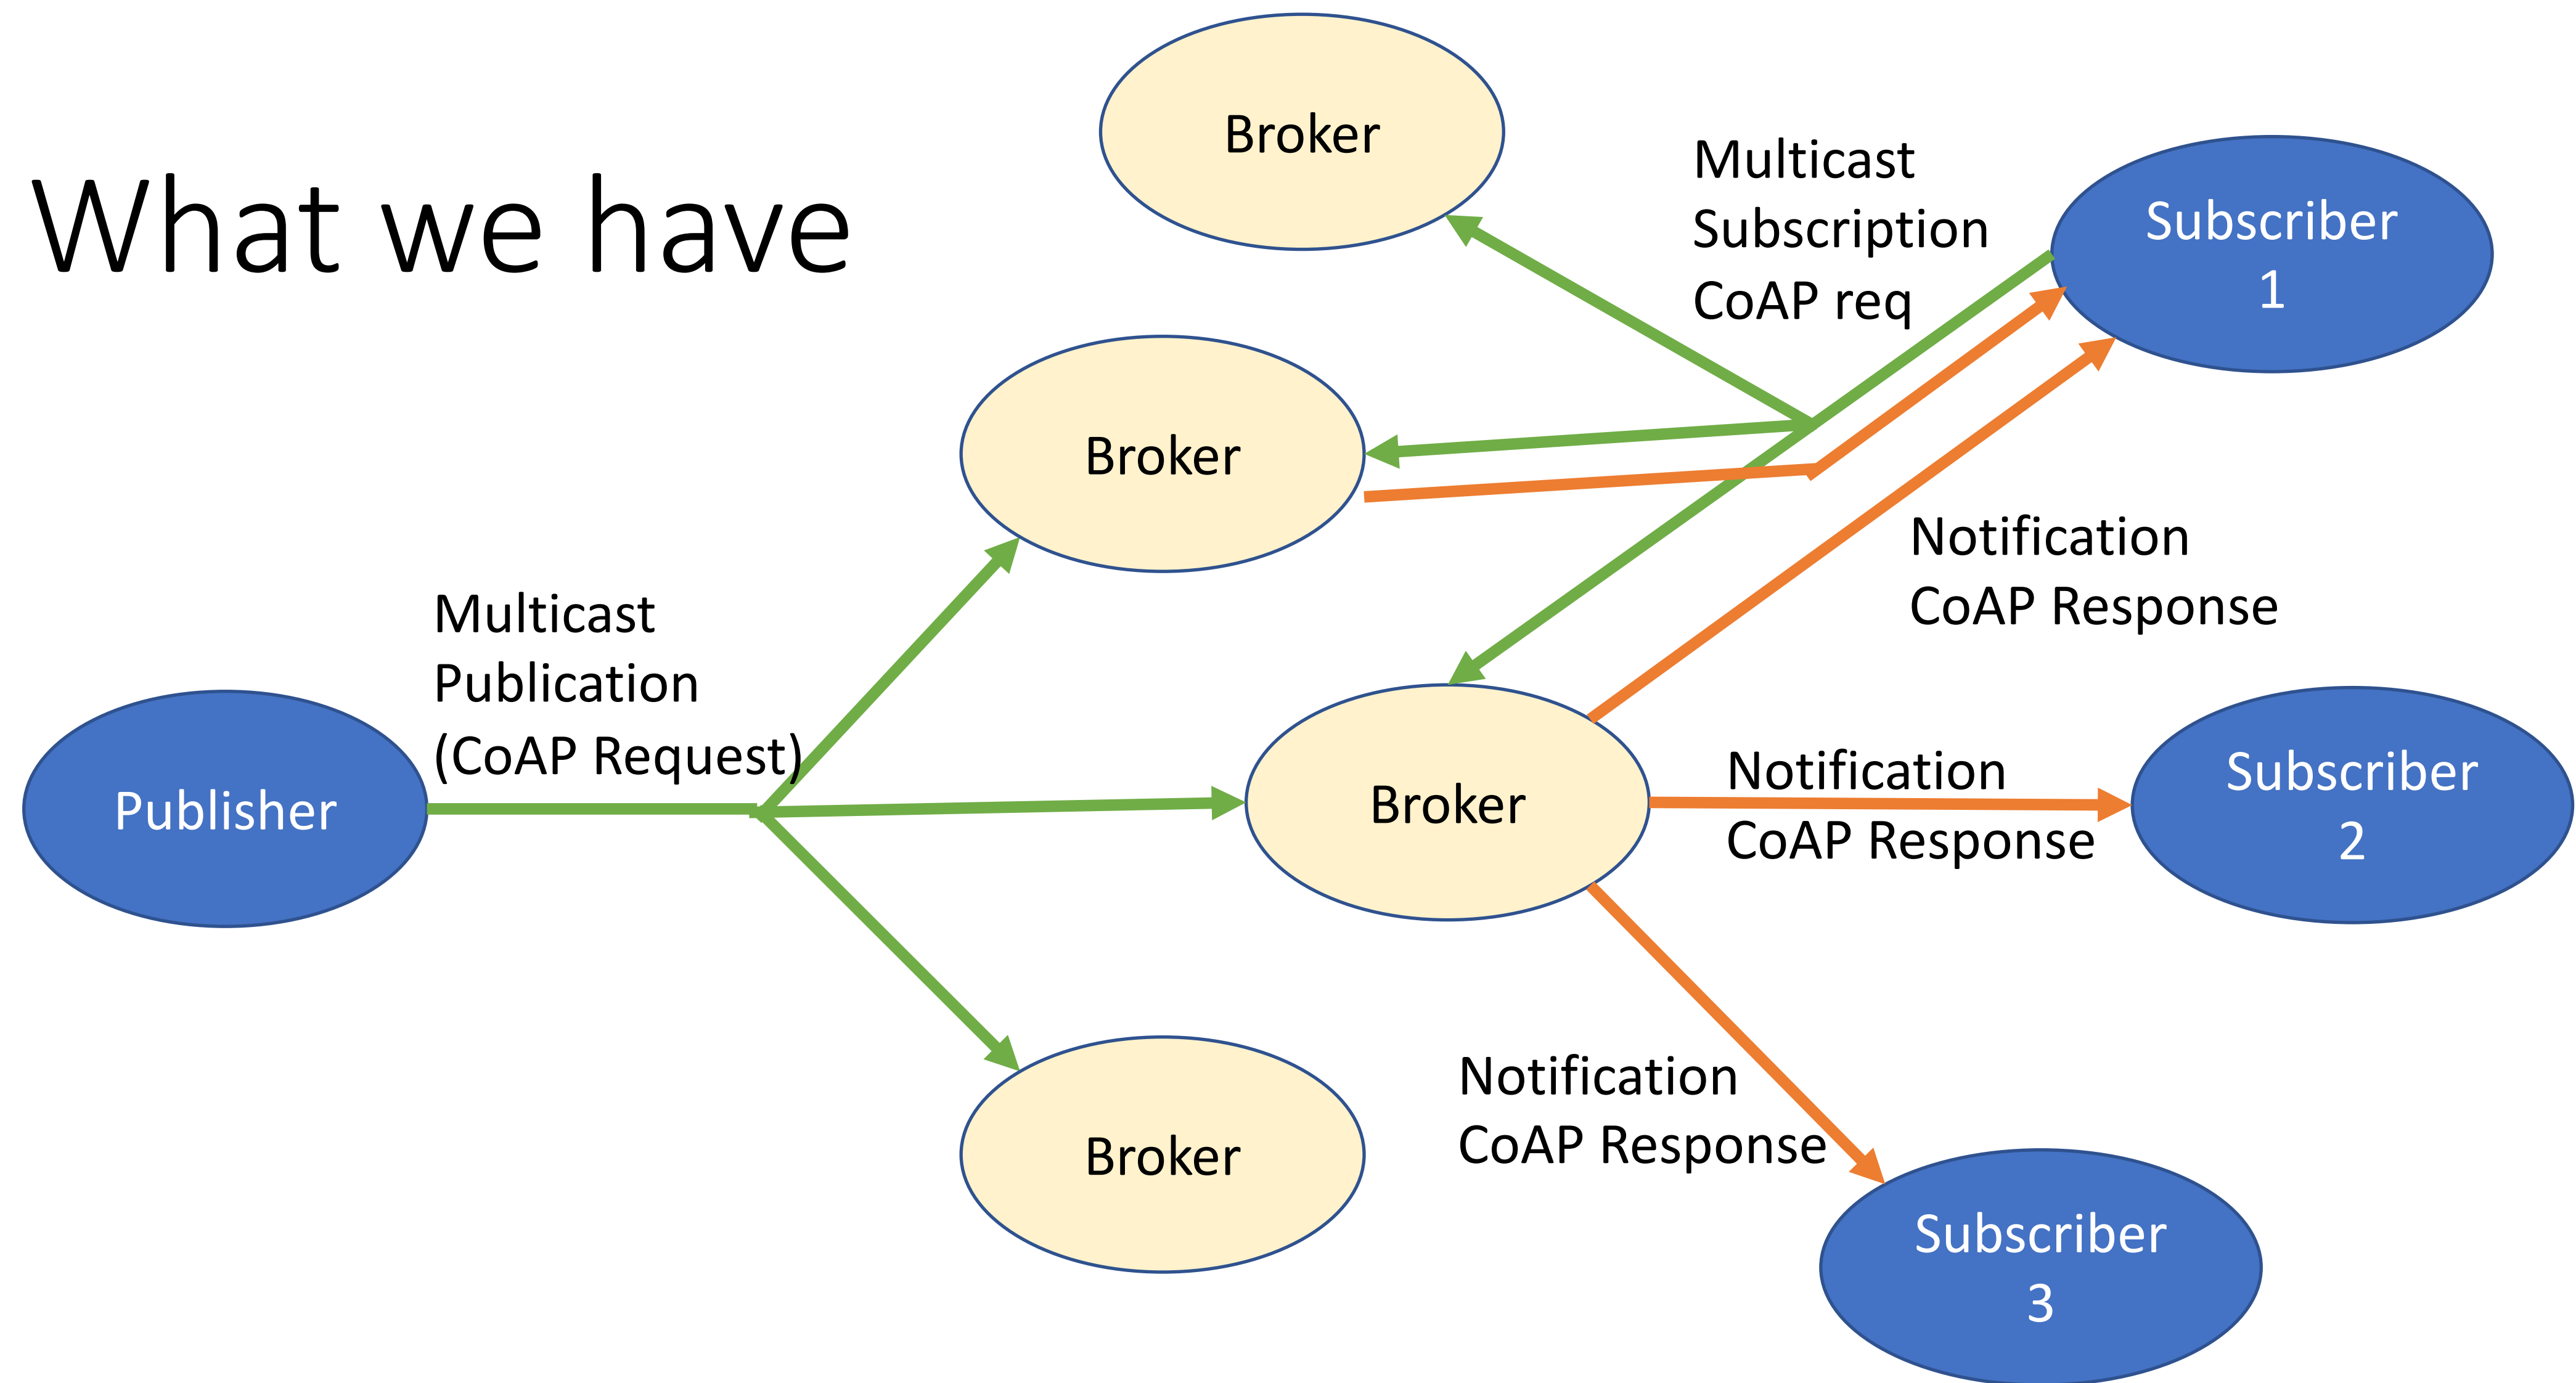 What we have
Broker
Multicast
Subscription
CoAP req
Subscriber
1
Broker
Notification
CoAP Response
Multicast
Publication
(CoAP Request)
Publisher
Broker
Notification
CoAP Response
Subscriber
2
Broker
Notification
CoAP Response
Subscriber
3